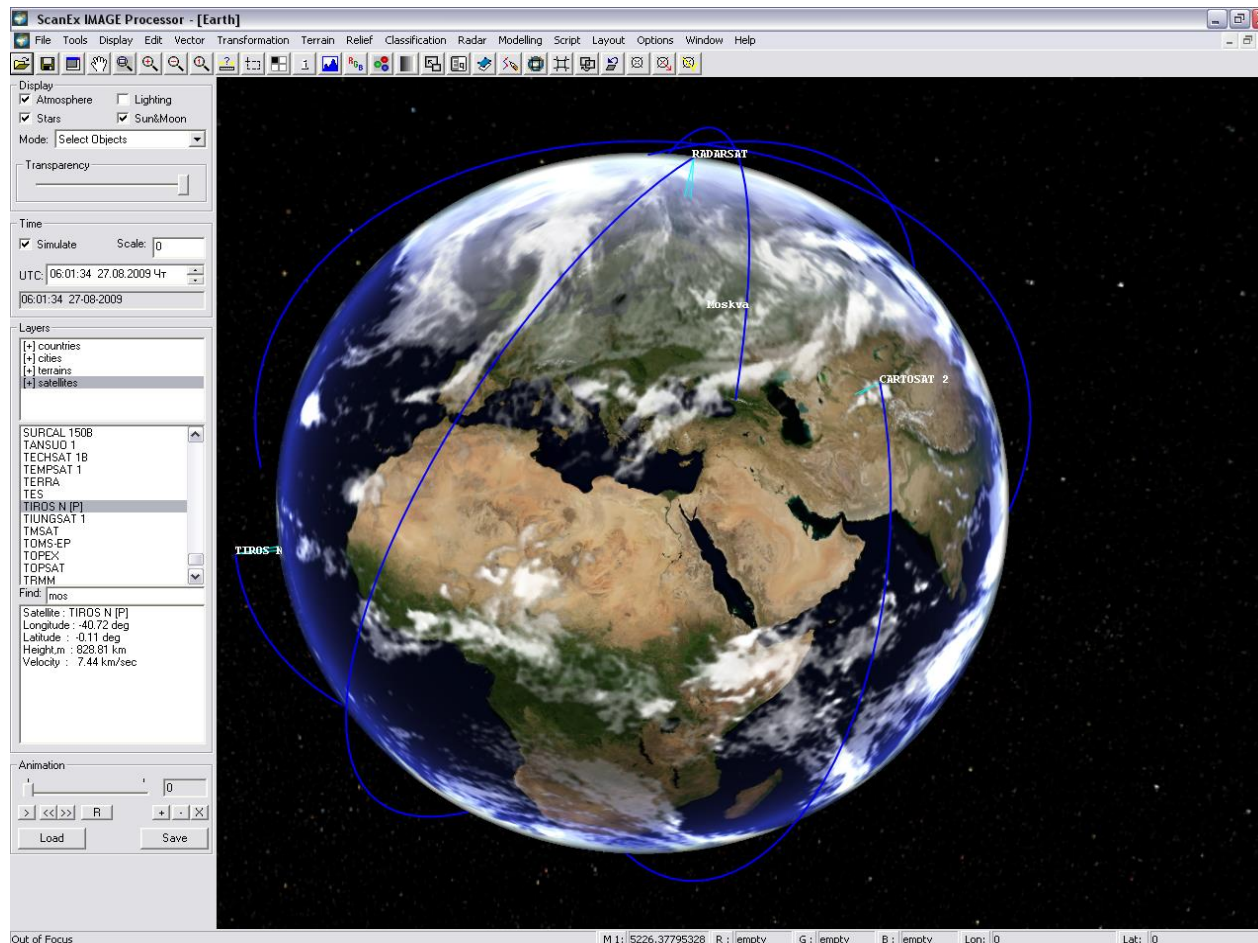 ScanEx IMAGE Processor - [Earth]
File Tools Display Edit Vector Transformation Terrain Relief Classification Radar Modelling Script Layout Options Window Help
Display
Atmosphere Lighting
Stars Sun&Moon
Mode: Select Objects
Transparency
Time
Simulate Scale: 0
UTC: 06:01:34 27.08.2009 Чт
06:01:34 27-08-2009
Layers
[+] countries
[+] cities
[+] terrains
[+] satellites
SURCAL 150B
TANSUO 1
TECHSAT 1B
TEMPSAT 1
TERRA
TES
TIROS N [P]
TIUNGSAT 1
TMSAT
TOMS-EP
TOPEX
TOPSAT
TRMM
Find: mos
Satellite : TIROS N [P]
Longitude : -40.72 deg
Latitude : -0.11 deg
Height,m : 828.81 km
Velocity : 7.44 km/sec
Animation
0
> << >> R + - X
Load Save
RADARSAT
Moskva
CARTOSAT 2
TIROS N
Out of Focus M 1: 5226.37795328 R : empty G : empty B : empty Lon: 0 Lat: 0